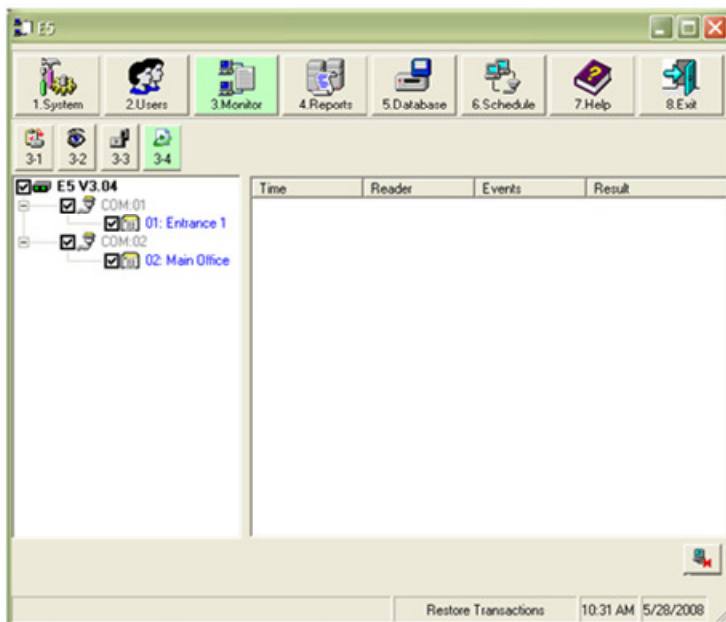 E5
1.System 2.Users 3.Monitor 4.Reports 5.Database 6.Schedule 7.Help 8.Exit
3-1 3-2 3-3 3-4
E5 V3.04 Time Reader Events Result
COM:01
01: Entrance 1
COM:02
02: Main Office
Restore Transactions 10:31 AM 5/28/2008